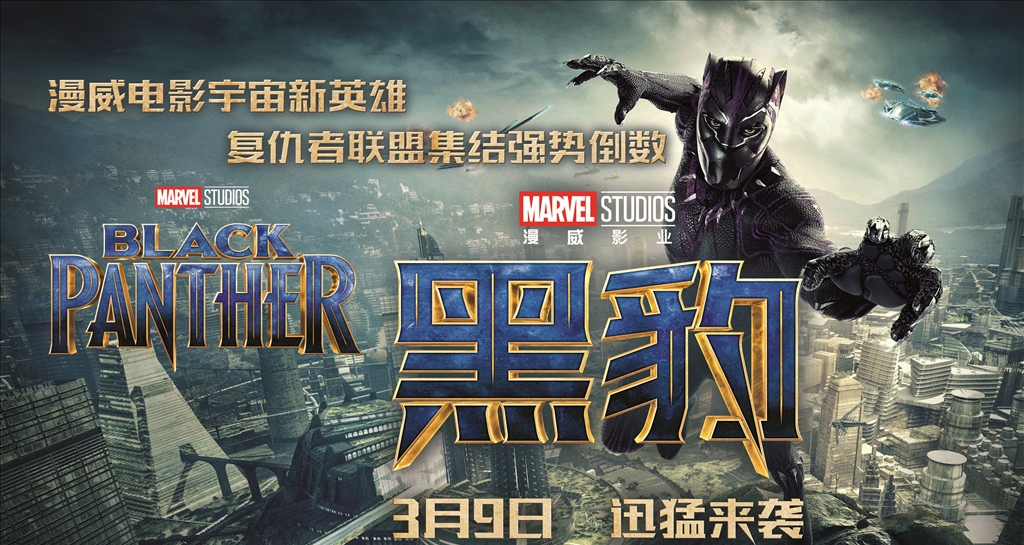 漫威电影宇宙新英雄
复仇者联盟集结强势倒数
MARVEL STUDIOS
BLACK
PANTHER
MARVEL STUDIOS
漫威影业
黑豹
3月9日 迅猛来袭